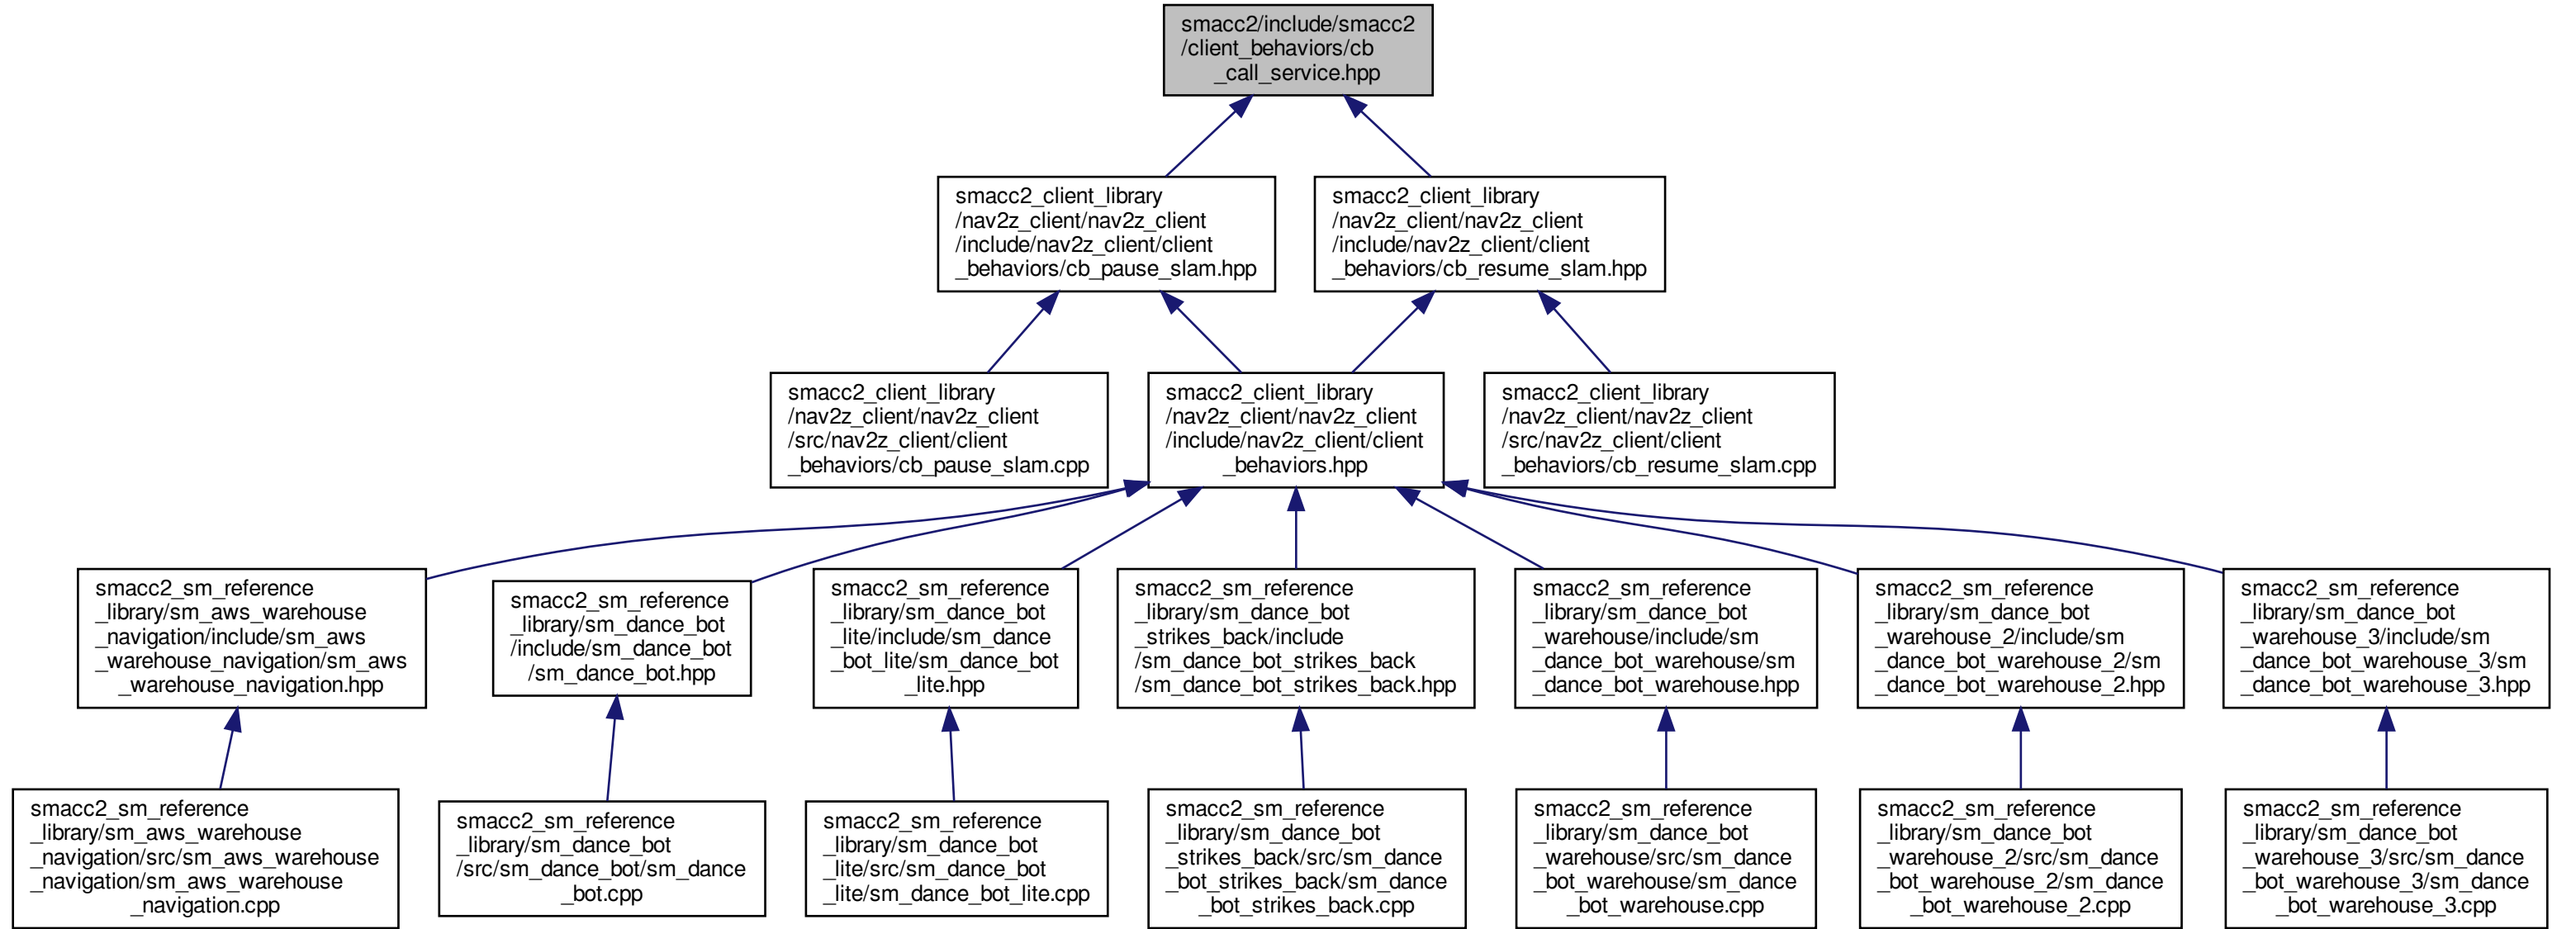 smacc2/include/smacc2
/client_behaviors/cb
_call_service.hpp
smacc2_client_library
/nav2z_client/nav2z_client
/include/nav2z_client/client
_behaviors/cb_pause_slam.hpp
smacc2_client_library
/nav2z_client/nav2z_client
/include/nav2z_client/client
_behaviors/cb_resume_slam.hpp
smacc2_client_library
/nav2z_client/nav2z_client
/src/nav2z_client/client
_behaviors/cb_pause_slam.cpp
smacc2_client_library
/nav2z_client/nav2z_client
/include/nav2z_client/client
_behaviors.hpp
smacc2_client_library
/nav2z_client/nav2z_client
/src/nav2z_client/client
_behaviors/cb_resume_slam.cpp
smacc2_sm_reference
_library/sm_aws_warehouse
_navigation/include/sm_aws
_warehouse_navigation/sm_aws
_warehouse_navigation.hpp
smacc2_sm_reference
_library/sm_dance_bot
/include/sm_dance_bot
/sm_dance_bot.hpp
smacc2_sm_reference
_library/sm_dance_bot
_lite/include/sm_dance
_bot_lite/sm_dance_bot
_lite.hpp
smacc2_sm_reference
_library/sm_dance_bot
_strikes_back/include
/sm_dance_bot_strikes_back
/sm_dance_bot_strikes_back.hpp
smacc2_sm_reference
_library/sm_dance_bot
_warehouse/include/sm
_dance_bot_warehouse/sm
_dance_bot_warehouse.hpp
smacc2_sm_reference
_library/sm_dance_bot
_warehouse_2/include/sm
_dance_bot_warehouse_2/sm
_dance_bot_warehouse_2.hpp
smacc2_sm_reference
_library/sm_dance_bot
_warehouse_3/include/sm
_dance_bot_warehouse_3/sm
_dance_bot_warehouse_3.hpp
smacc2_sm_reference
_library/sm_aws_warehouse
_navigation/src/sm_aws_warehouse
_navigation/sm_aws_warehouse
_navigation.cpp
smacc2_sm_reference
_library/sm_dance_bot
/src/sm_dance_bot/sm_dance
_bot.cpp
smacc2_sm_reference
_library/sm_dance_bot
_lite/src/sm_dance_bot
_lite/sm_dance_bot_lite.cpp
smacc2_sm_reference
_library/sm_dance_bot
_strikes_back/src/sm_dance
_bot_strikes_back/sm_dance
_bot_strikes_back.cpp
smacc2_sm_reference
_library/sm_dance_bot
_warehouse/src/sm_dance
_bot_warehouse/sm_dance
_bot_warehouse.cpp
smacc2_sm_reference
_library/sm_dance_bot
_warehouse_2/src/sm_dance
_bot_warehouse_2/sm_dance
_bot_warehouse_2.cpp
smacc2_sm_reference
_library/sm_dance_bot
_warehouse_3/src/sm_dance
_bot_warehouse_3/sm_dance
_bot_warehouse_3.cpp